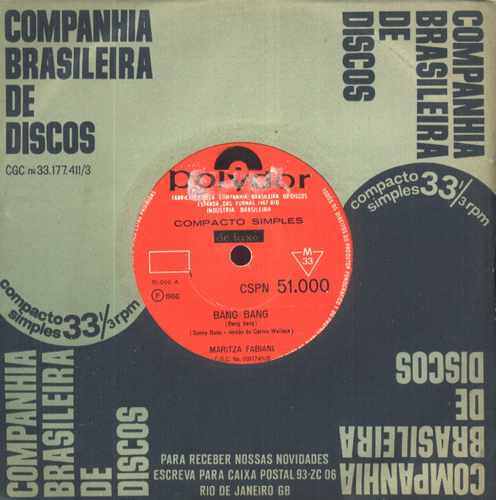 COMPANHIA
BRASILEIRA
DE
DISCOS
CGC nº 33.177.411/3
COMPANHIA
BRASILEIRA
DE
DISCOS
compacto
simples 33⅓ rpm
polydor
INDUSTRIA BRASILEIRA
COMPACTO SIMPLES
de luxo
M
33
CSPN 51.000
BANG BANG
(Bang bang)
MARITZA FABIANI
compacto
simples 33⅓ rpm
COMPANHIA
BRASILEIRA
DE
DISCOS
COMPANHIA
BRASILEIRA
DE
DISCOS
PARA RECEBER NOSSAS NOVIDADES
ESCREVA PARA CAIXA POSTAL 93-ZC 06
RIO DE JANEIRO GB